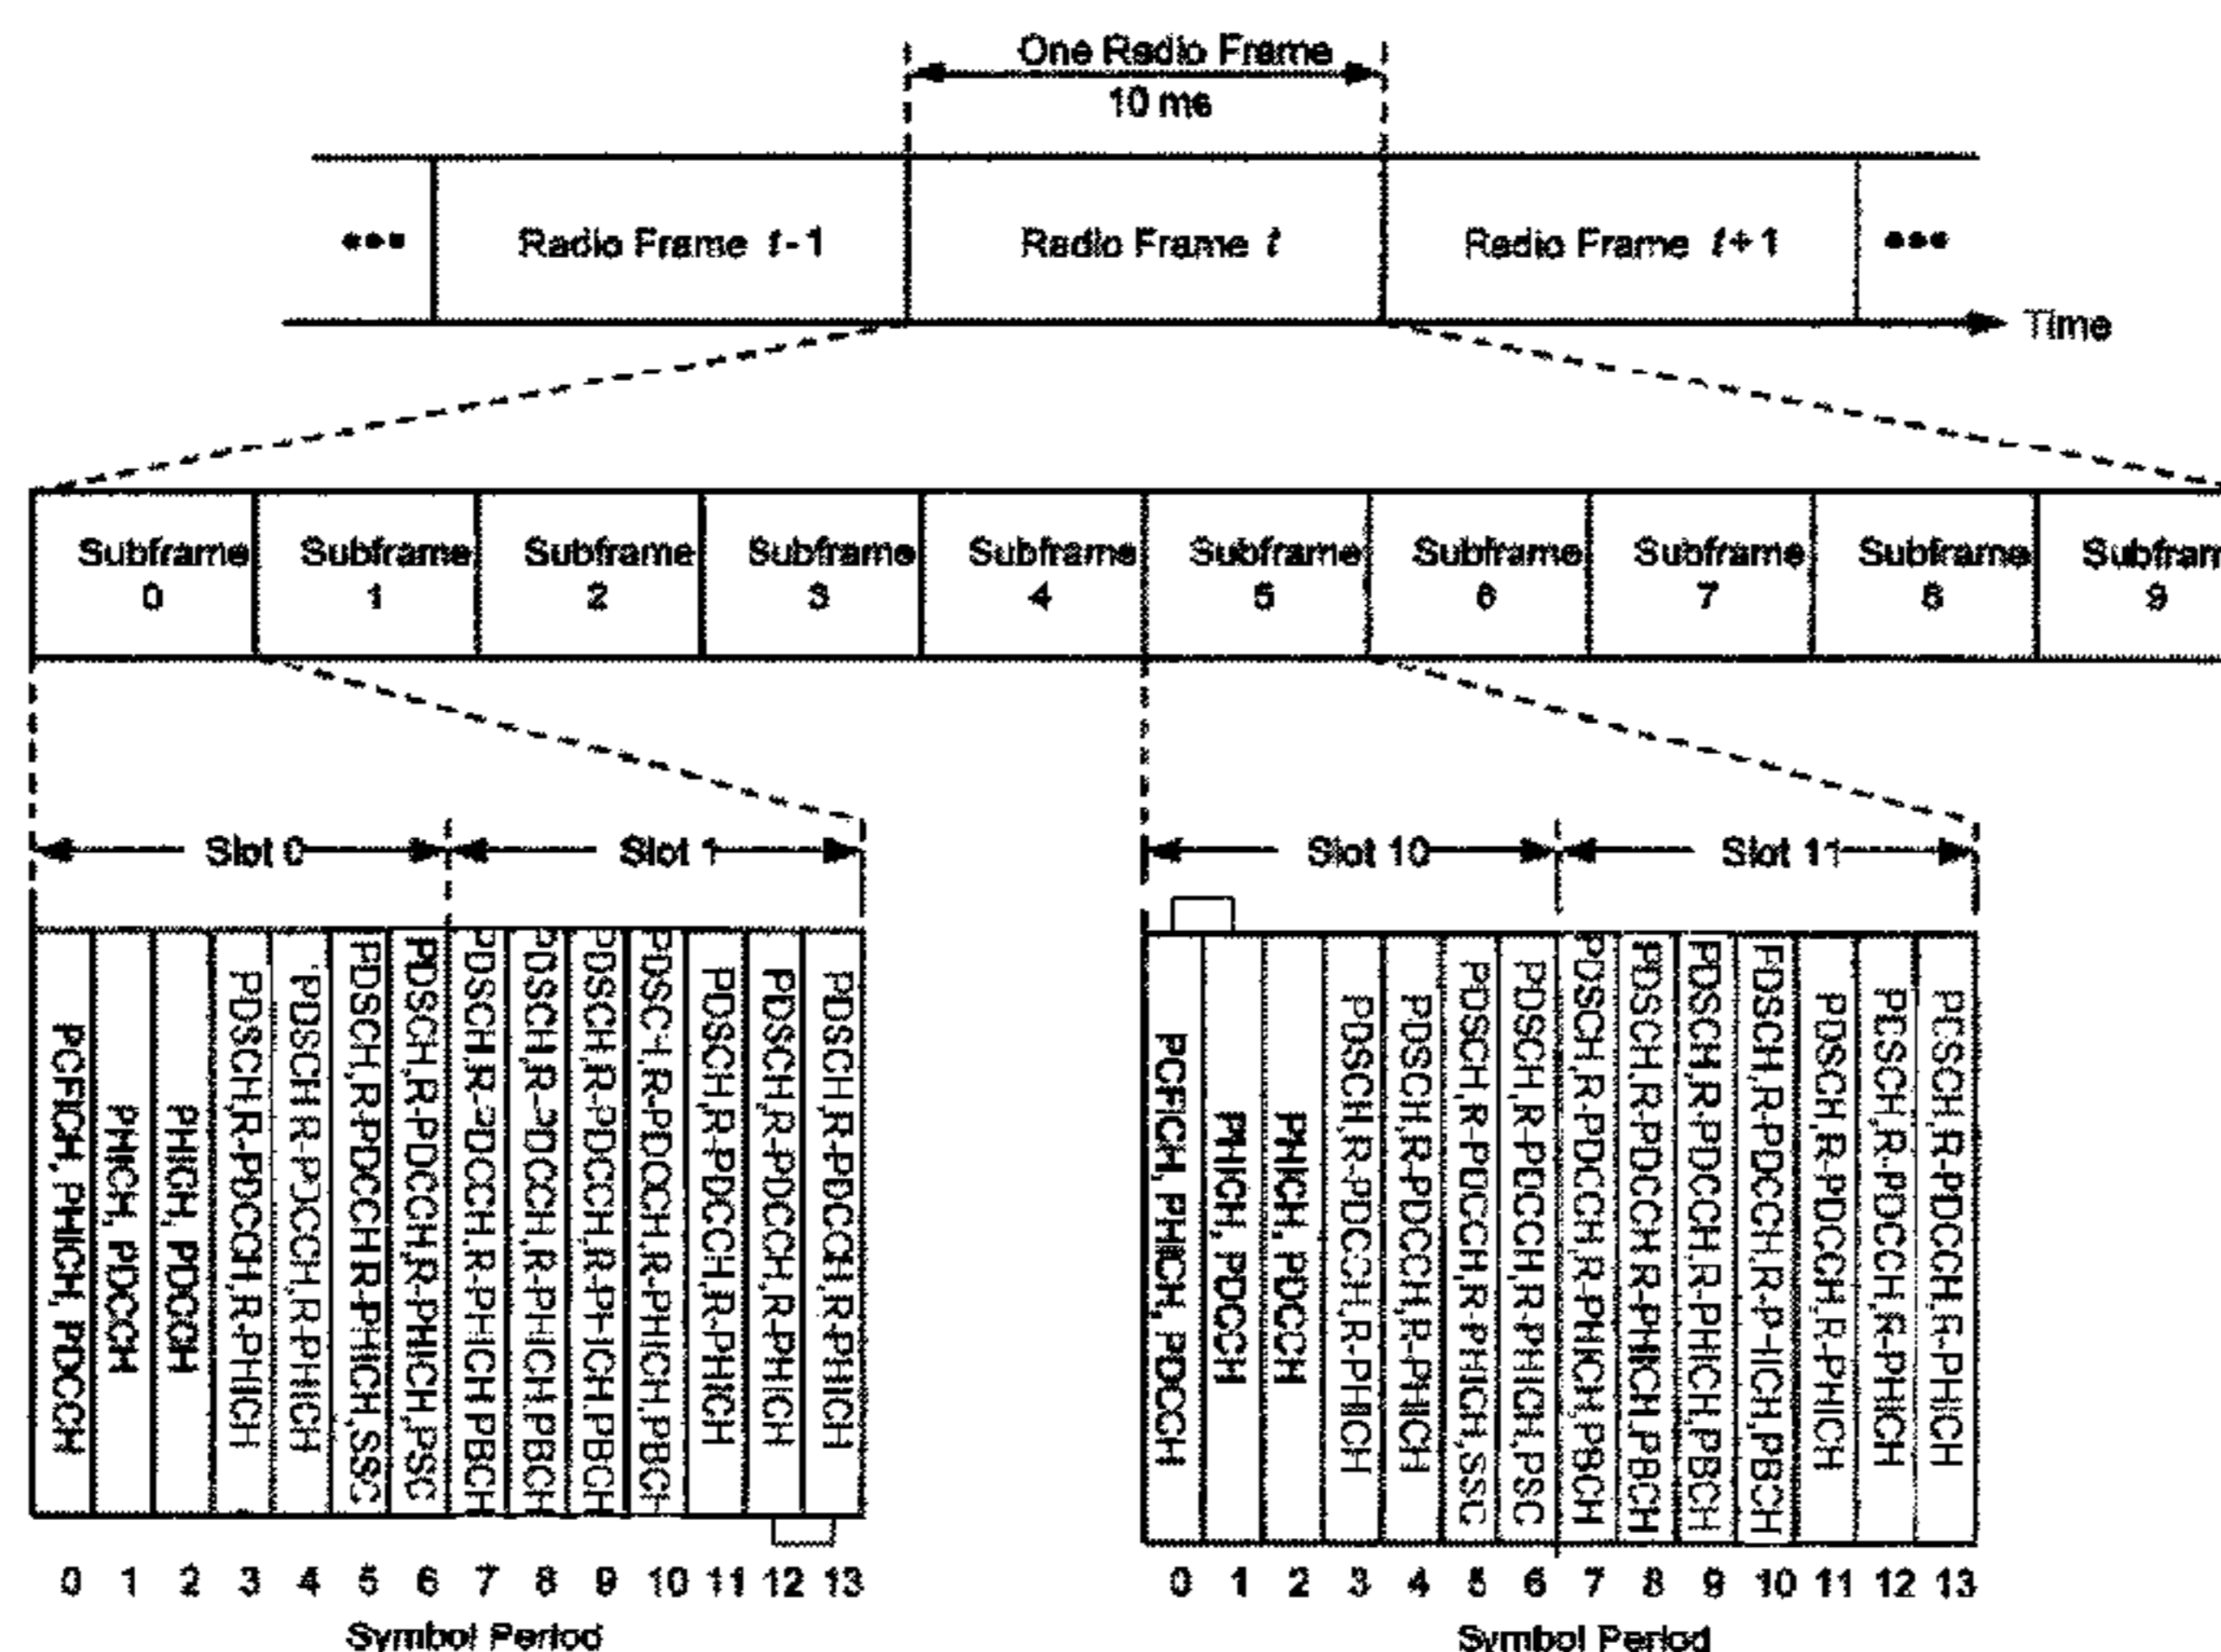 One Radio Frame
10 ms
••• Radio Frame t-1 Radio Frame t Radio Frame t+1 •••
Time
Subframe 0
Subframe 1
Subframe 2
Subframe 3
Subframe 4
Subframe 5
Subframe 6
Subframe 7
Subframe 8
Subfram 9
Slot 0 Slot 1
PCFICH, PHICH, PDCCH
PHICH, PDCCH
PHICH, PDCCH
PDSCH,R-PDCCH,R-PHICH
PDSCH,R-PDCCH,R-PHICH
PDSCH,R-PDCCH,R-PHICH,SSC
PDSCH,R-PDCCH,R-PHICH,PSC
PDSCH,R-PDCCH,R-PHICH,PBCH
PDSCH,R-PDCCH,R-PHICH,PBCH
PDSCH,R-PDCCH,R-PHICH,PBCH
PDSCH,R-PDCCH,R-PHICH,PBCH
PDSCH,R-PDCCH,R-PHICH
PDSCH,R-PDCCH,R-PHICH
PDSCH,R-PDCCH,R-PHICH
0 1 2 3 4 5 6 7 8 9 10 11 12 13
Symbol Period
Slot 10 Slot 11
PCFICH, PHICH, PDCCH
PHICH, PDCCH
PHICH, PDCCH
PDSCH,R-PDCCH,R-PHICH
PDSCH,R-PDCCH,R-PHICH
PDSCH,R-PDCCH,R-PHICH,SSC
PDSCH,R-PDCCH,R-PHICH,PSC
PDSCH,R-PDCCH,R-PHICH,PBCH
PDSCH,R-PDCCH,R-PHICH,PBCH
PDSCH,R-PDCCH,R-PHICH,PBCH
PDSCH,R-PDCCH,R-PHICH,PBCH
PDSCH,R-PDCCH,R-PHICH
PDSCH,R-PDCCH,R-PHICH
PDSCH,R-PDCCH,R-PHICH
0 1 2 3 4 5 6 7 8 9 10 11 12 13
Symbol Period